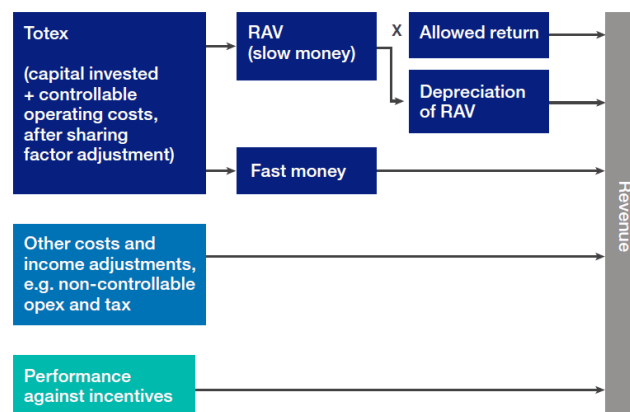 Totex
(capital invested
+ controllable
operating costs,
after sharing
factor adjustment)
RAV
(slow money)
X
Allowed return
Depreciation
of RAV
Fast money
Other costs and
income adjustments,
e.g. non-controllable
opex and tax
Performance
against incentives
Revenue